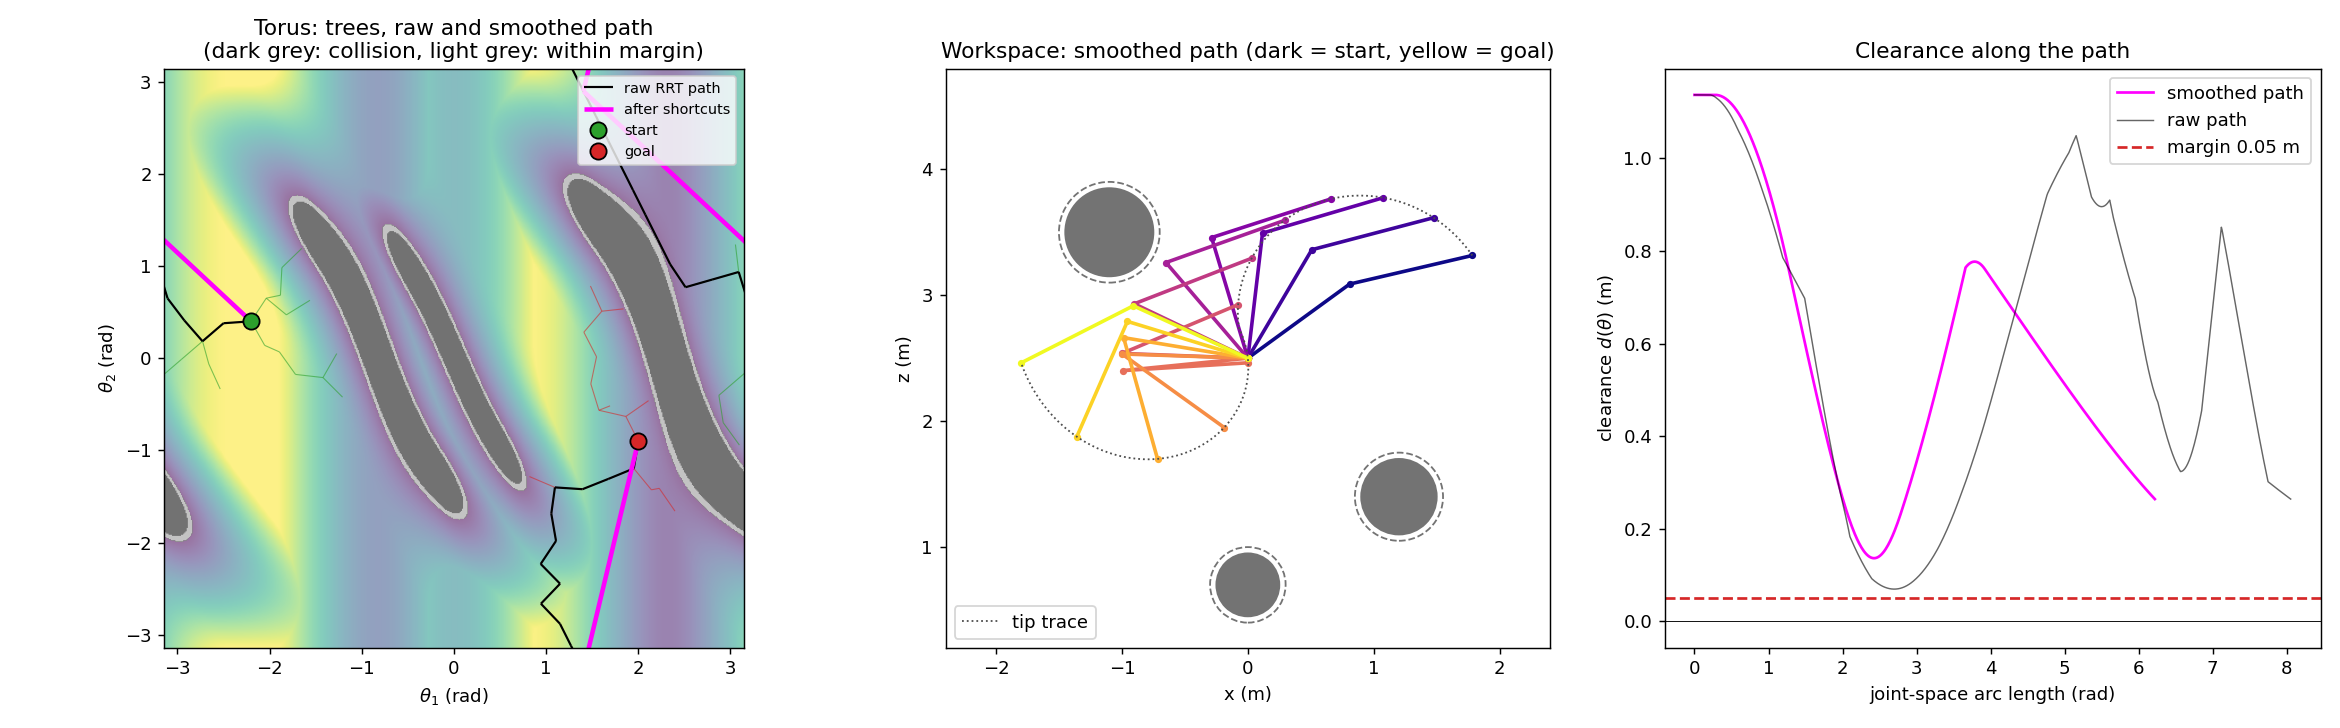 Torus: trees, raw and smoothed path
(dark grey: collision, light grey: within margin)
raw RRT path
after shortcuts
start
goal
3
2
1
0
−1
−2
−3
θ2 (rad)
−3
−2
−1
0
1
2
3
θ1 (rad)
Workspace: smoothed path (dark = start, yellow = goal)
4
3
2
1
z (m)
tip trace
−2
−1
0
1
2
x (m)
Clearance along the path
smoothed path
raw path
margin 0.05 m
1.0
0.8
0.6
0.4
0.2
0.0
clearance d(θ) (m)
0
1
2
3
4
5
6
7
8
joint-space arc length (rad)